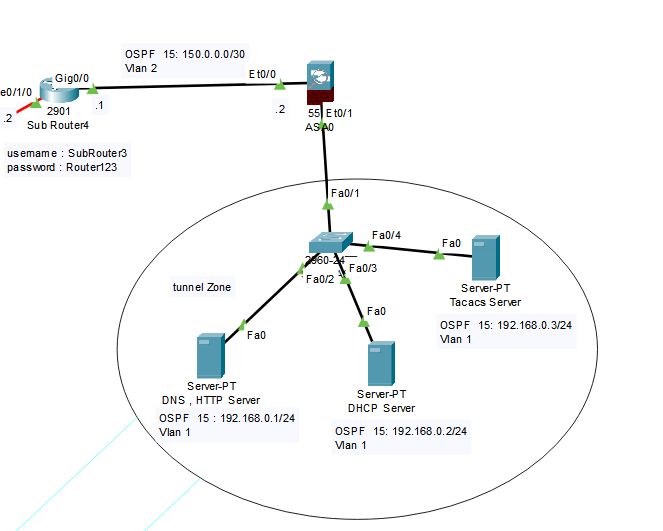 OSPF 15: 150.0.0.0/30
Vlan 2
Gig0/0
Et0/0
e0/1/0
.1
.2
2901
Sub Router4
.2
55 Et0/1
ASA0
username : SubRouter3
password : Router123
Fa0/1
Fa0/4
Fa0
2960-24
Fa0/3
Fa0/2
tunnel Zone
Server-PT
Tacacs Server
Fa0
Fa0
OSPF 15: 192.168.0.3/24
Vlan 1
Server-PT
DNS , HTTP Server
OSPF 15 : 192.168.0.1/24
Vlan 1
Server-PT
DHCP Server
OSPF 15: 192.168.0.2/24
Vlan 1